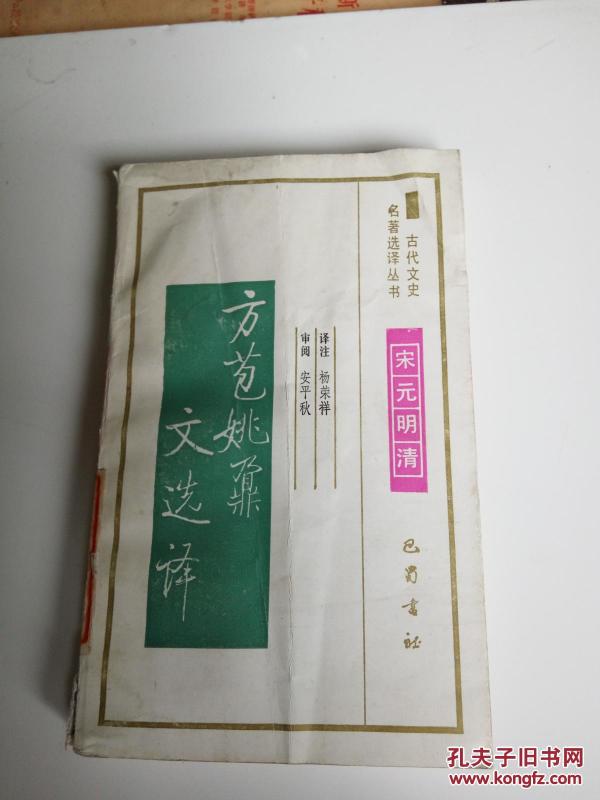 古代文史
名著选译丛书
宋元明清
巴蜀书社
译注 杨荣祥
审阅 安平秋
方苞姚鼐
文选译
孔夫子旧书网
www.kongfz.com